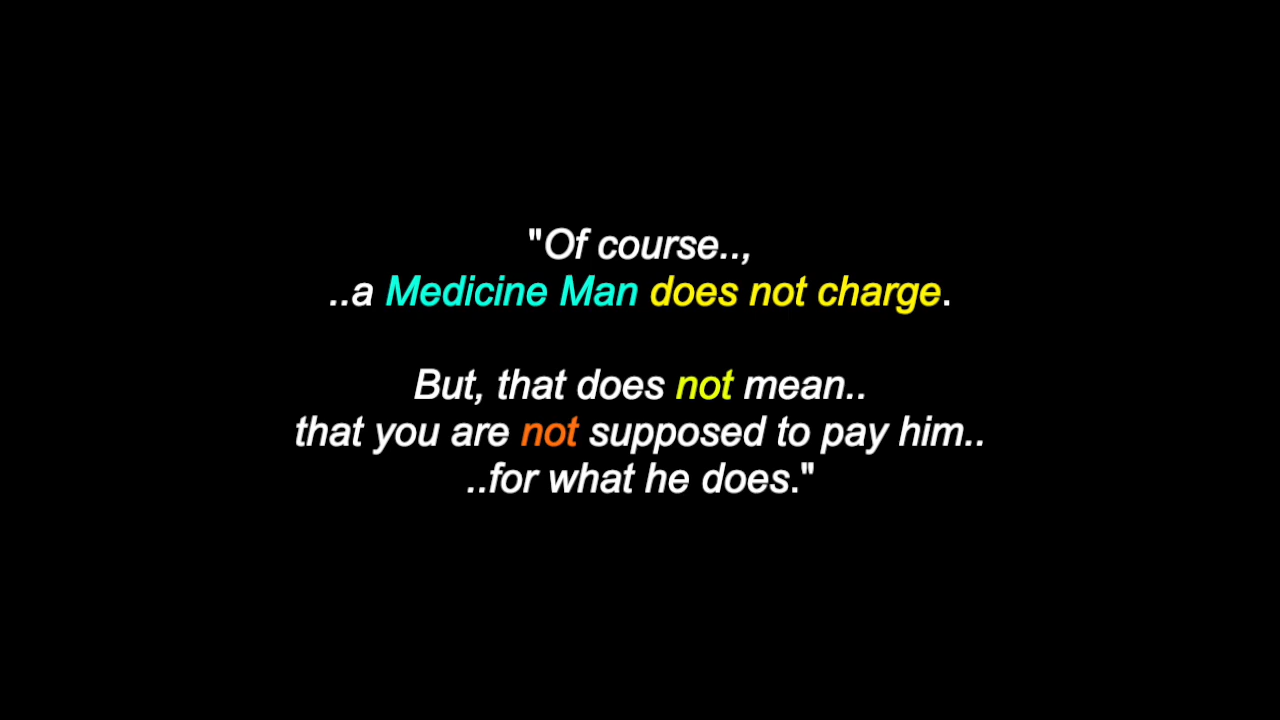 "Of course..,
..a Medicine Man does not charge.
But, that does not mean..
that you are not supposed to pay him..
..for what he does."